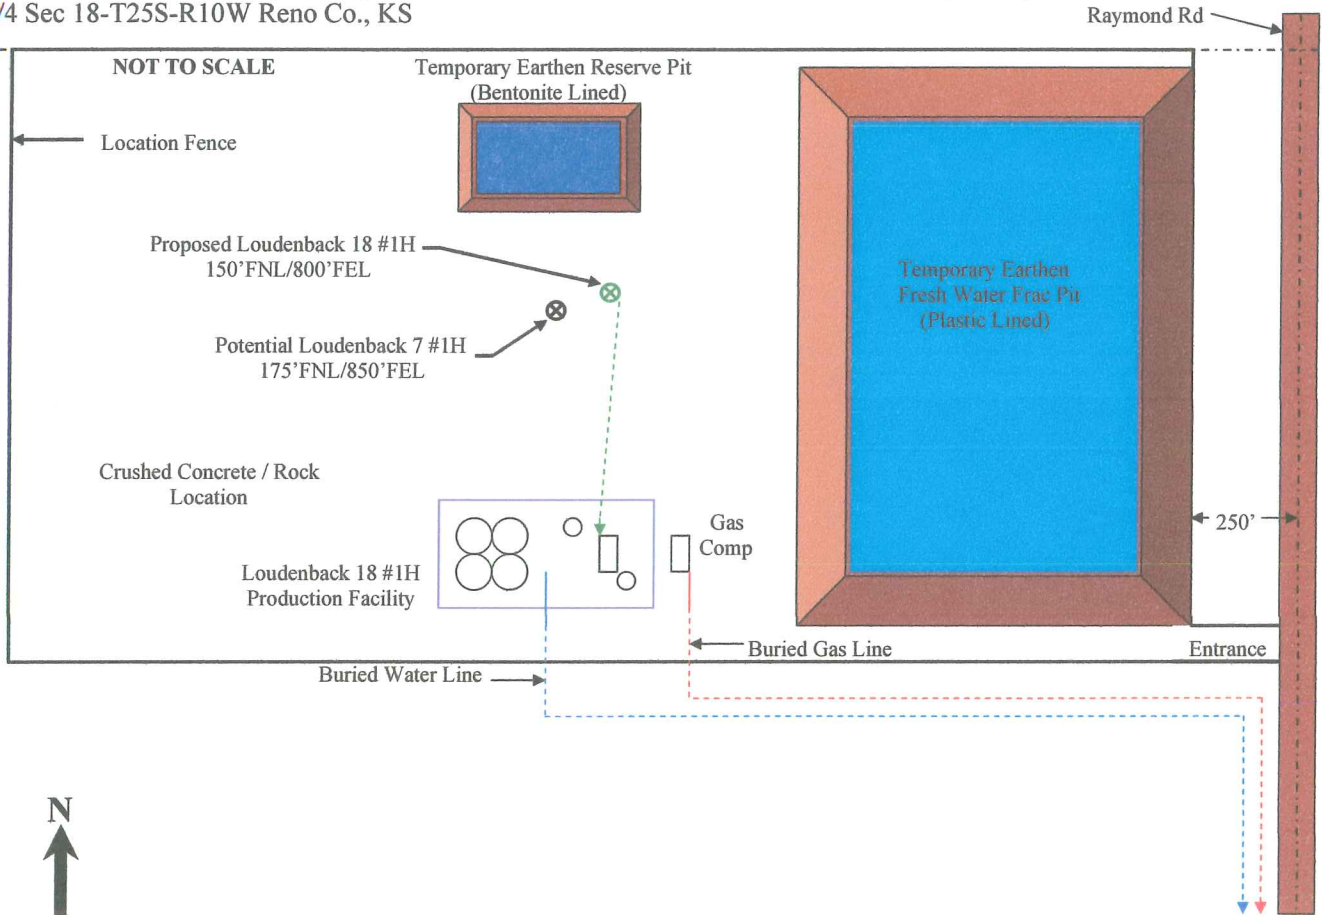 /4 Sec 18-T25S-R10W Reno Co., KS
Raymond Rd
NOT TO SCALE
Temporary Earthen Reserve Pit
(Bentonite Lined)
Location Fence
Proposed Loudenback 18 #1H
150'FNL/800'FEL
Temporary Earthen
Fresh Water Frac Pit
(Plastic Lined)
Potential Loudenback 7 #1H
175'FNL/850'FEL
Crushed Concrete / Rock
Location
Gas
Comp
250'
Loudenback 18 #1H
Production Facility
Buried Gas Line
Entrance
Buried Water Line
N